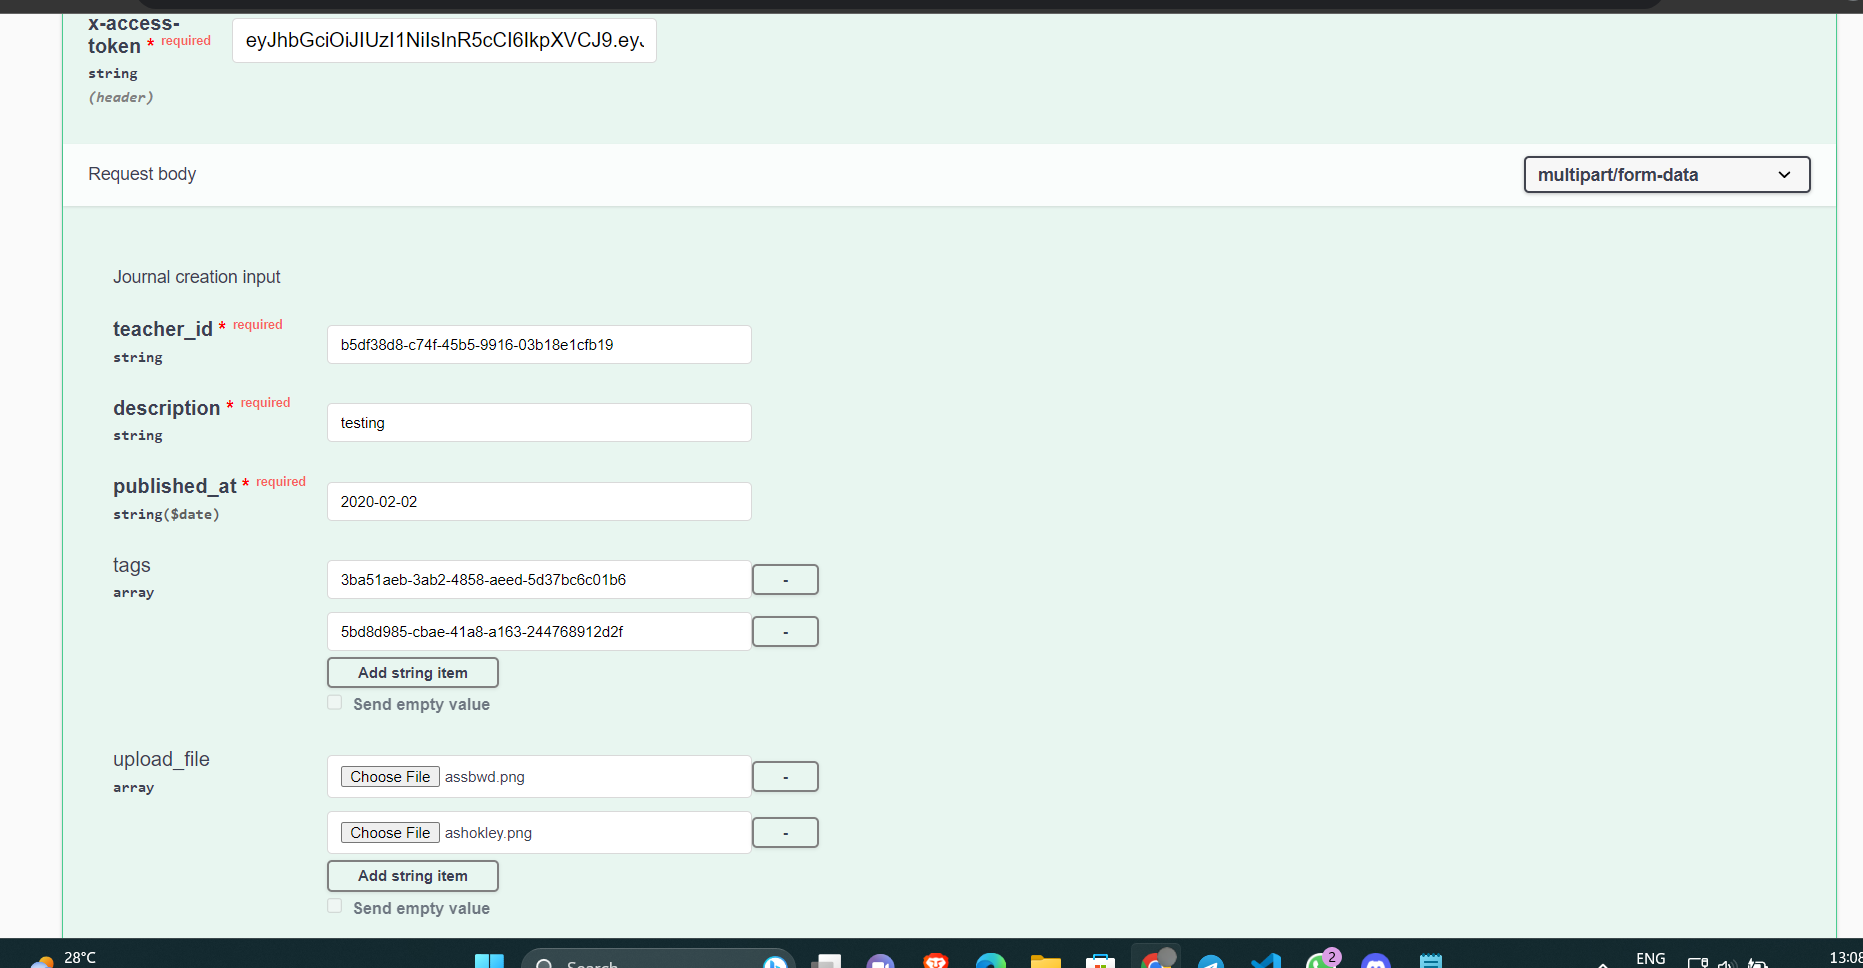 x-access-
token * required
eyJhbGciOiJIUzI1NiIsInR5cCI6IkpXVCJ9.ey
string
(header)
Request body
multipart/form-data
Journal creation input
teacher_id * required
b5df38d8-c74f-45b5-9916-03b18e1cfb19
string
description * required
testing
string
published_at * required
2020-02-02
string($date)
tags
3ba51aeb-3ab2-4858-aeed-5d37bc6c01b6
-
array
5bd8d985-cbae-41a8-a163-244768912d2f
-
Add string item
Send empty value
upload_file
Choose File assbwd.png
-
array
Choose File ashokley.png
-
Add string item
Send empty value
28°C
Search
2
ENG
13:08